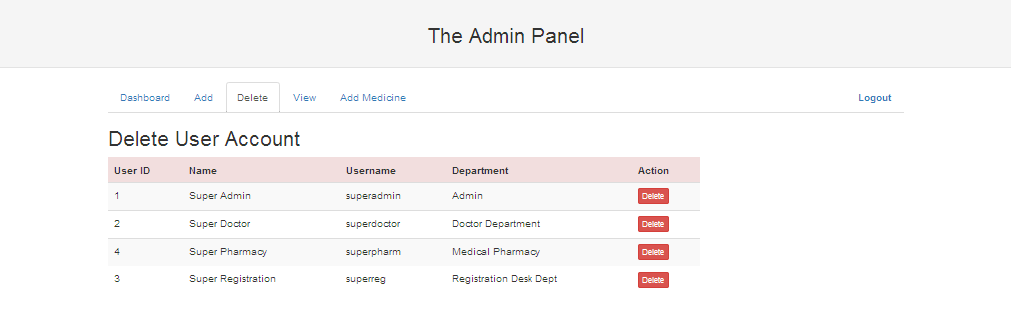 The Admin Panel
Dashboard Add Delete View Add Medicine Logout
Delete User Account
User ID Name Username Department Action
1 Super Admin superadmin Admin Delete
2 Super Doctor superdoctor Doctor Department Delete
4 Super Pharmacy superpharm Medical Pharmacy Delete
3 Super Registration superreg Registration Desk Dept Delete